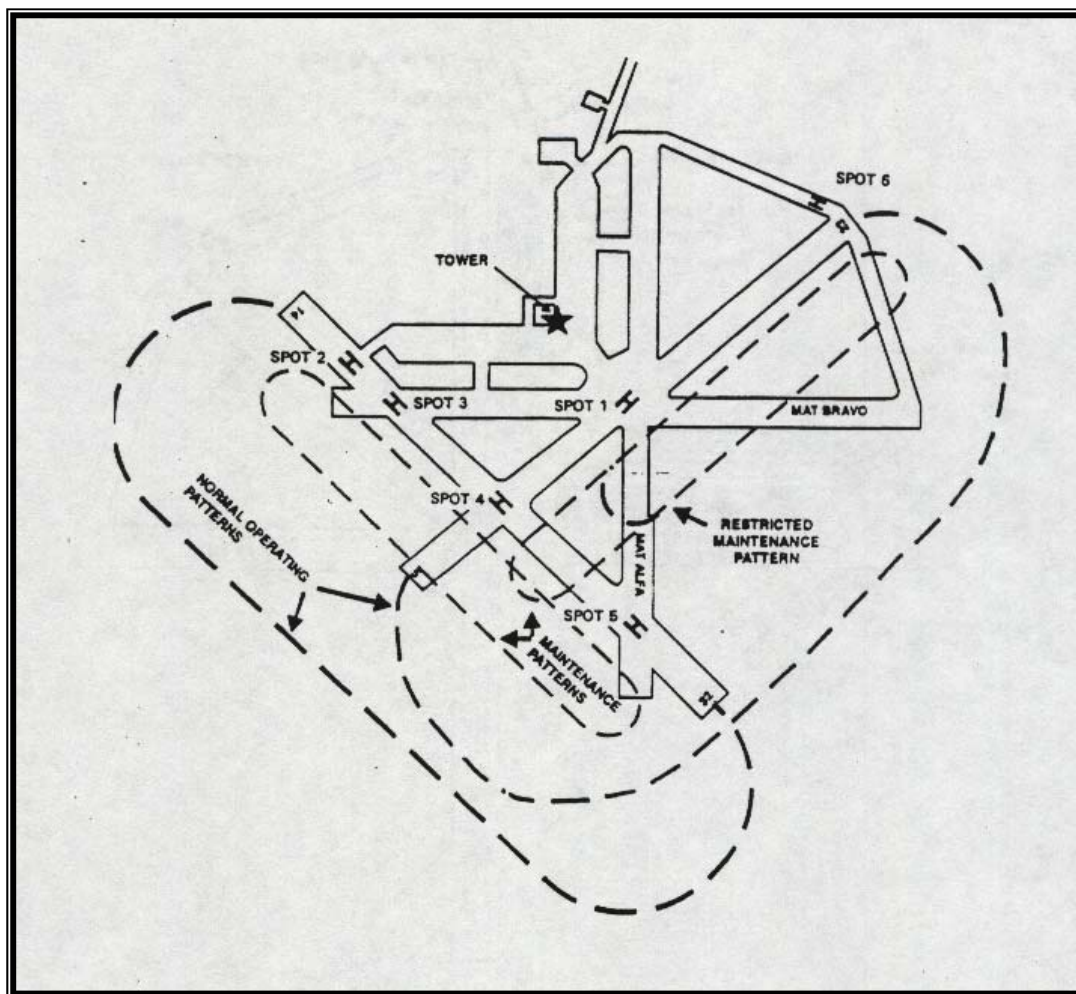 SPOT 6
H
TOWER
SPOT 2
H
H
SPOT 3
SPOT 1
H
MAT BRAVO
SPOT 4
H
NORMAL OPERATING
PATTERNS
RESTRICTED
MAINTENANCE
PATTERN
MAT ALFA
SPOT 5
H
MAINTENANCE
PATTERNS